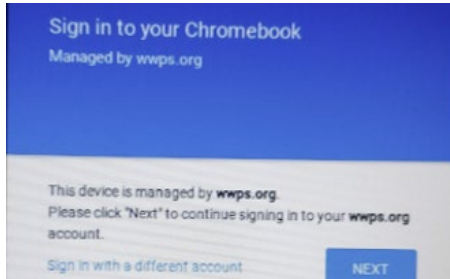 Sign in to your Chromebook
Managed by wwps.org
This device is managed by wwps.org.
Please click "Next" to continue signing in to your wwps.org
account.
Sign in with a different account
NEXT